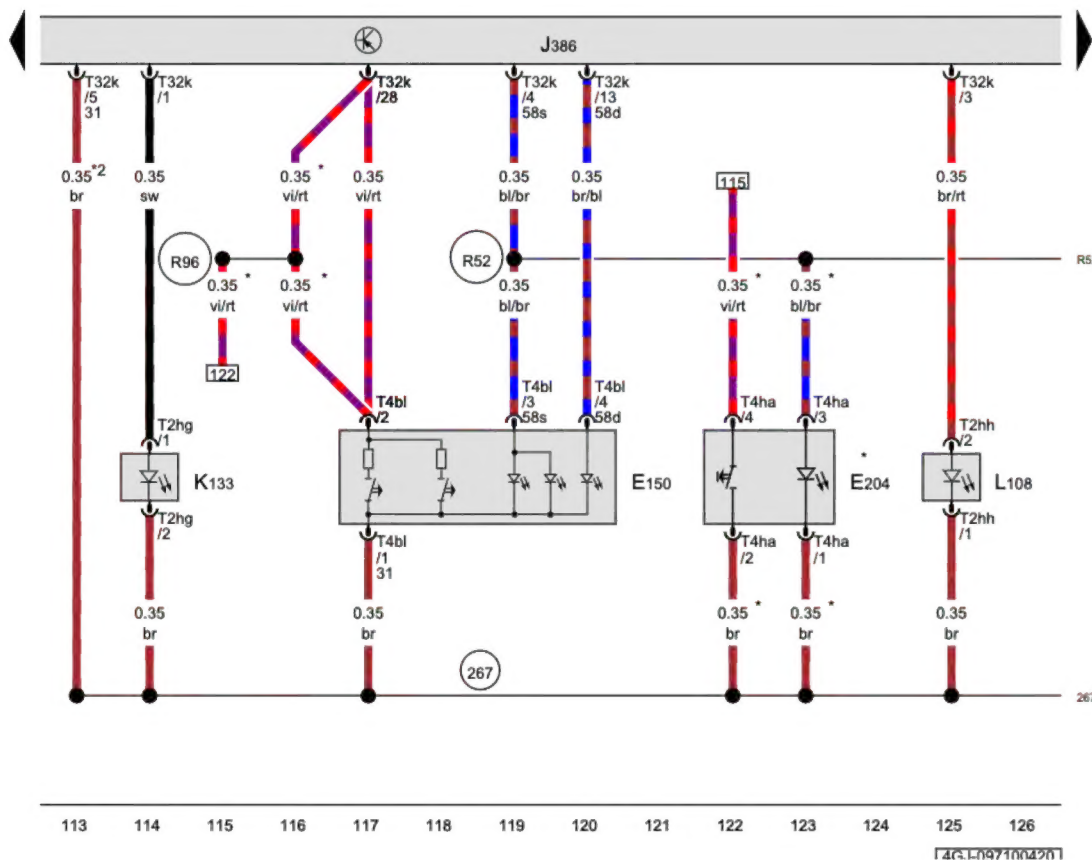 J386
T32k
/5
31
T32k
/1
T32k
/28
T32k
/4
58s
T32k
/13
58d
T32k
/3
0.35 *2
br
0.35
sw
0.35 *
vi/rt
0.35
vi/rt
0.35
bl/br
0.35
br/bl
115
0.35
br/rt
R96
R52
R5
0.35 *
vi/rt
0.35 *
vi/rt
0.35
bl/br
0.35 *
vi/rt
0.35 *
bl/br
122
T2hg
/1
T4bl
/2
T4bl
/3
58s
T4bl
/4
58d
T4ha
/4
T4ha
/3
T2hh
/2
K133
E150
*
E204
L108
T2hg
/2
T4bl
/1
31
T4ha
/2
T4ha
/1
T2hh
/1
0.35
br
0.35
br
0.35 *
br
0.35 *
br
0.35
br
267
267
113 114 115 116 117 118 119 120 121 122 123 124 125 126
4GJ-097100420